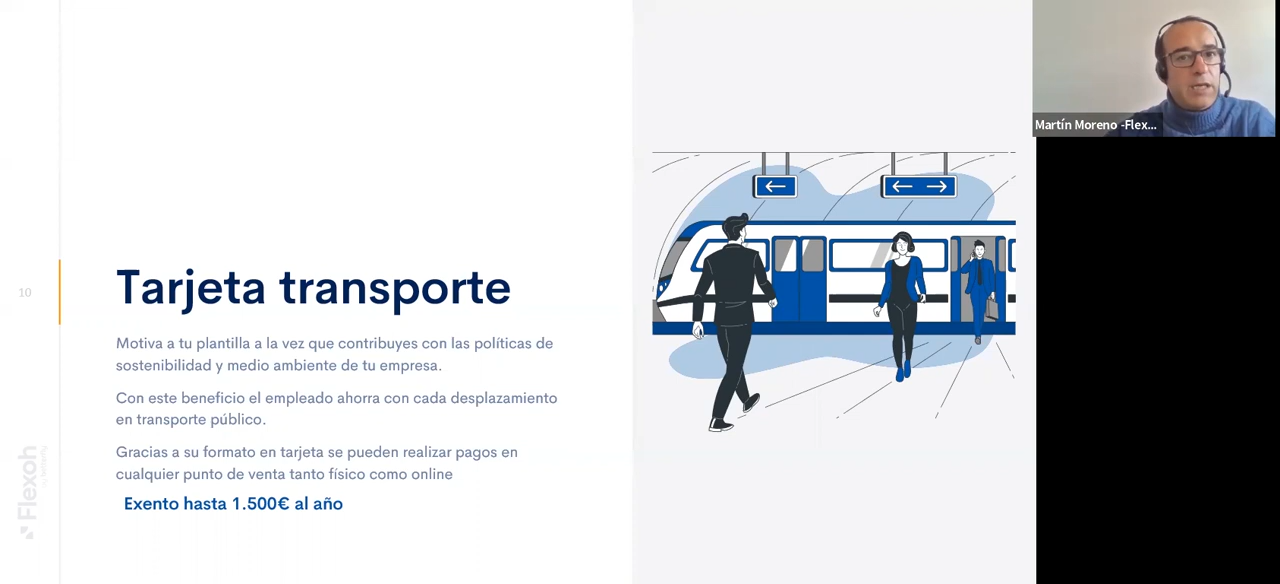 Martín Moreno -Flex...
10
Tarjeta transporte
Motiva a tu plantilla a la vez que contribuyes con las políticas de
sostenibilidad y medio ambiente de tu empresa.
Con este beneficio el empleado ahorra con cada desplazamiento
en transporte público.
Gracias a su formato en tarjeta se pueden realizar pagos en
cualquier punto de venta tanto físico como online
Exento hasta 1.500€ al año
Flexoh